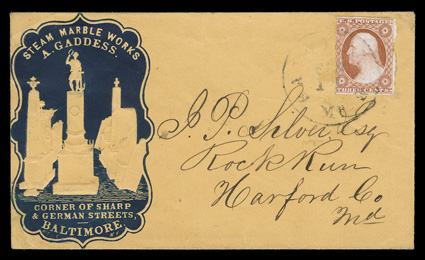 STEAM MARBLE WORKS
A. GADDESS.
CORNER OF SHARP
& GERMAN STREETS,
BALTIMORE
U.S. POSTAGE
THREE CENTS
Md
J. P. Silver Esq
Rock Run
Harford Co
Md